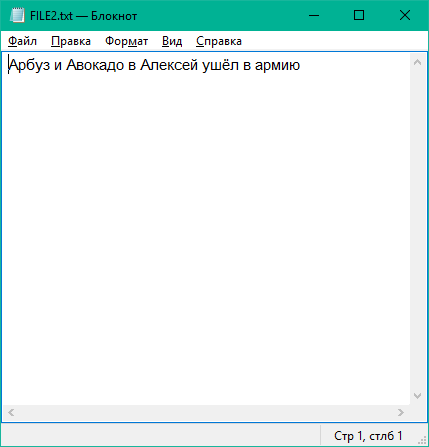 FILE2.txt — Блокнот
Файл Правка Формат Вид Справка
Арбуз и Авокадо в Алексей ушёл в армию
Стр 1, стлб 1